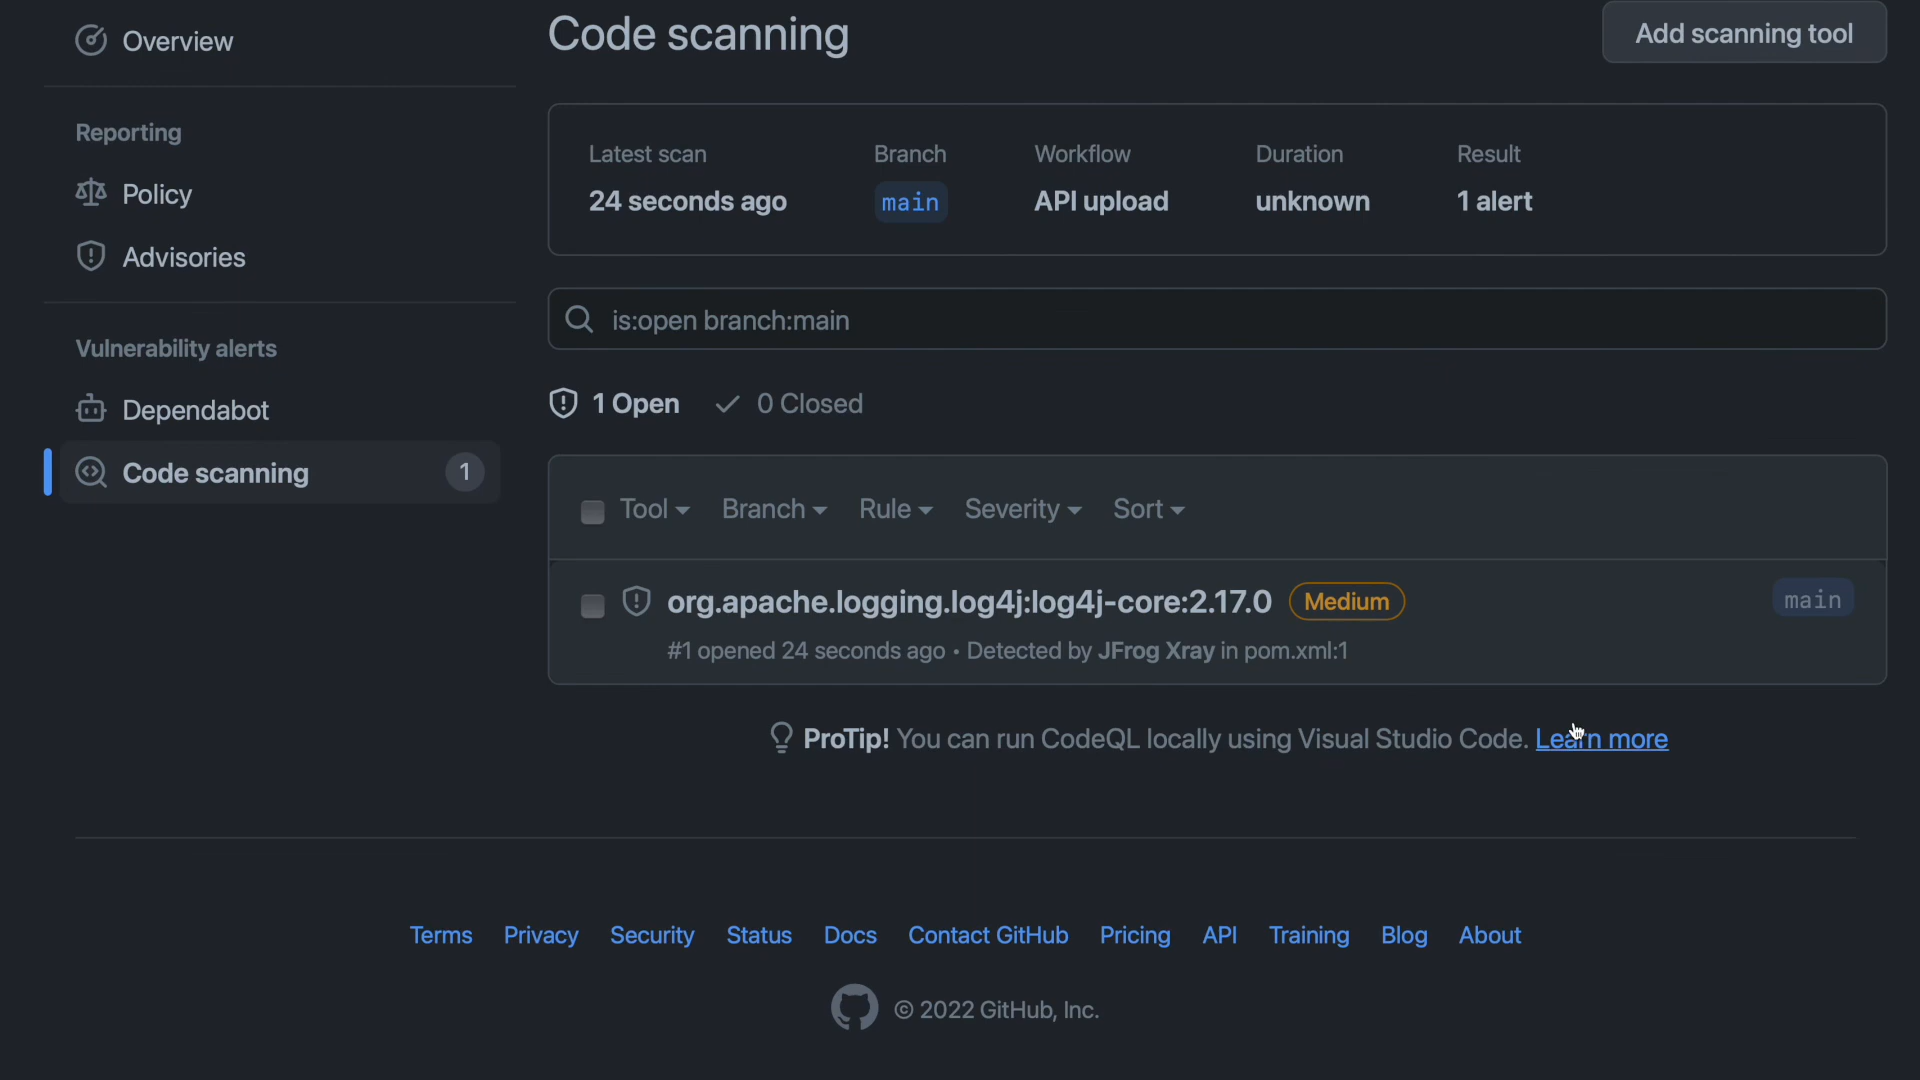 Overview
Reporting
Policy
Advisories
Vulnerability alerts
Dependabot
Code scanning 1
Code scanning
Add scanning tool
Latest scan Branch Workflow Duration Result
24 seconds ago main API upload unknown 1 alert
is:open branch:main
1 Open 0 Closed
Tool Branch Rule Severity Sort
org.apache.logging.log4j:log4j-core:2.17.0 Medium main
#1 opened 24 seconds ago • Detected by JFrog Xray in pom.xml:1
ProTip! You can run CodeQL locally using Visual Studio Code. Learn more
Terms Privacy Security Status Docs Contact GitHub Pricing API Training Blog About
© 2022 GitHub, Inc.